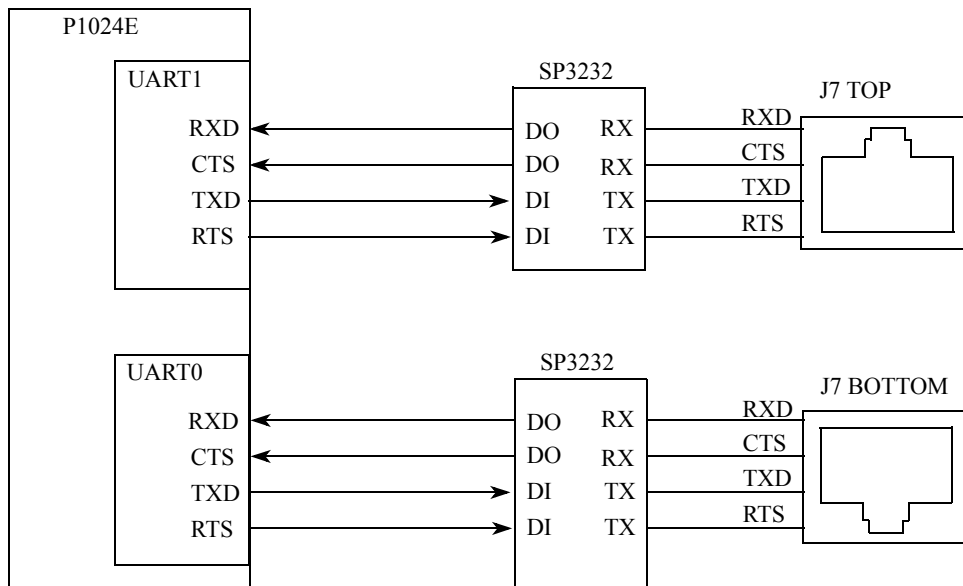 P1024E
UART1
SP3232
J7 TOP
RXD DO RX RXD
CTS DO RX CTS
TXD DI TX TXD
RTS DI TX RTS
UART0
SP3232
J7 BOTTOM
RXD DO RX RXD
CTS DO RX CTS
TXD DI TX TXD
RTS DI TX RTS